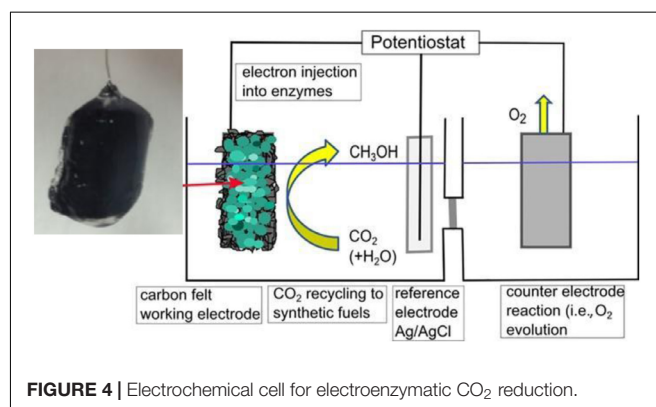 Potentiostat
electron injection
into enzymes
O₂
CH₃OH
CO₂
(+H₂O)
carbon felt
working electrode
CO₂ recycling to
synthetic fuels
reference
electrode
Ag/AgCl
counter electrode
reaction (i.e., O₂
evolution
FIGURE 4 | Electrochemical cell for electroenzymatic CO₂ reduction.